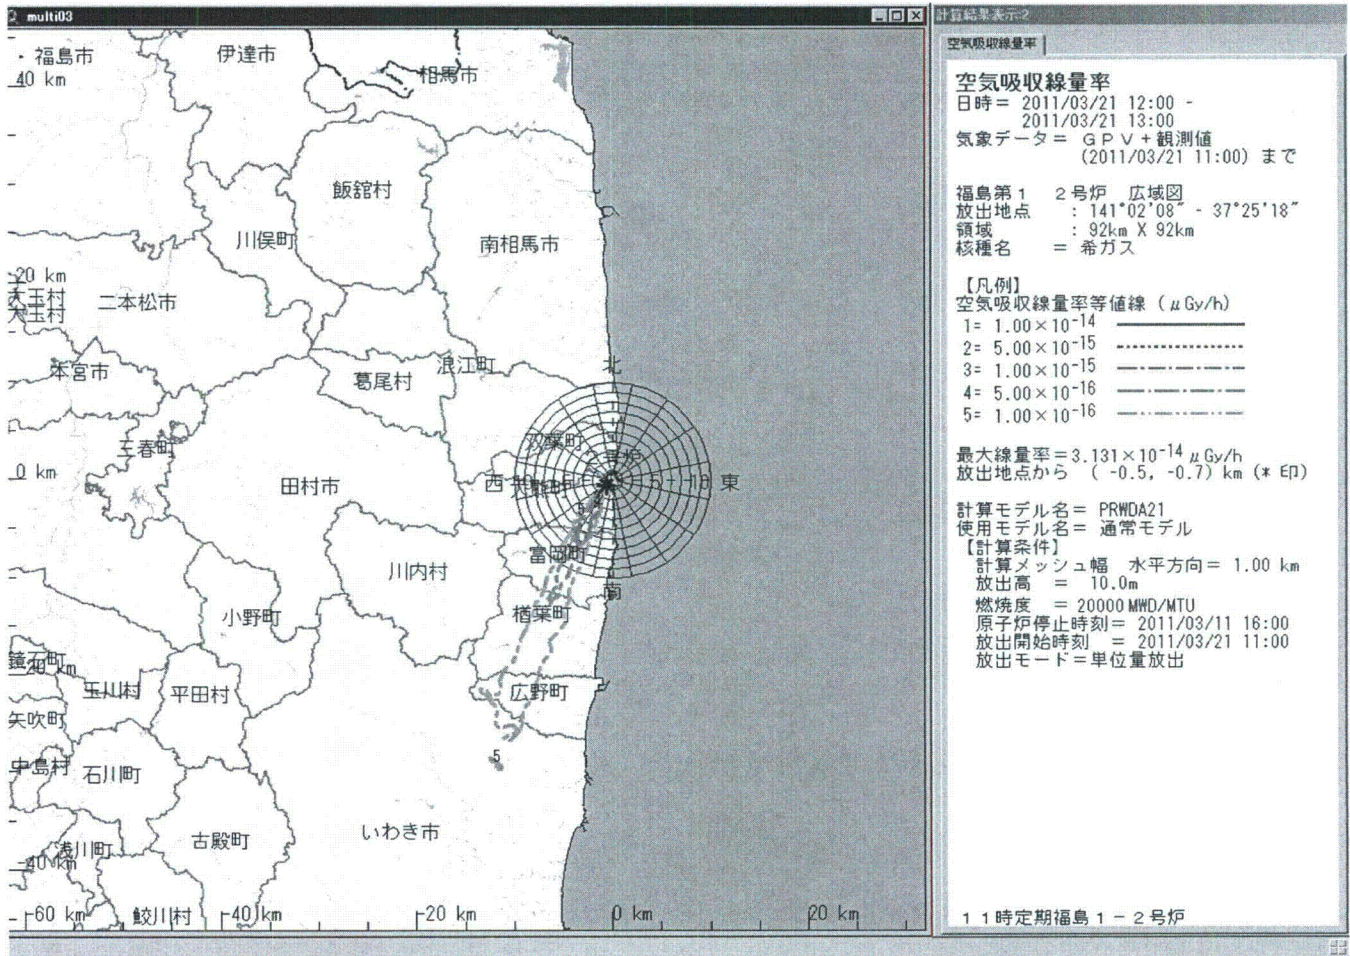 multi03
・福島市
伊達市
40 km
相馬市
飯舘村
川俣町
南相馬市
20 km
大玉村
二本松市
大玉村
本宮市
葛尾村
浪江町
北
三春町
双葉町
0 km
田村市
西
東
5
富岡町
川内村
南
小野町
楢葉町
鏡石町
-20 km
玉川村
平田村
広野町
矢吹町
中島村
石川町
5
いわき市
古殿町
浅川町
-40 km
鮫川村
-60 km
-40 km
-20 km
0 km
20 km
計算結果表示:2
空気吸収線量率
空気吸収線量率
日時= 2011/03/21 12:00 -
2011/03/21 13:00
気象データ= GPV+観測値
(2011/03/21 11:00) まで
福島第1 2号炉 広域図
放出地点 : 141°02'08" - 37°25'18"
領域 : 92km X 92km
核種名 = 希ガス
【凡例】
空気吸収線量率等値線 (μGy/h)
1= 1.00×10-14
2= 5.00×10-15
3= 1.00×10-15
4= 5.00×10-16
5= 1.00×10-16
最大線量率=3.131×10-14 μGy/h
放出地点から ( -0.5, -0.7) km (* 印)
計算モデル名= PRWDA21
使用モデル名= 通常モデル
【計算条件】
計算メッシュ幅 水平方向= 1.00 km
放出高 = 10.0m
燃焼度 = 20000MWD/MTU
原子炉停止時刻= 2011/03/11 16:00
放出開始時刻 = 2011/03/21 11:00
放出モード=単位量放出
11時定期福島1-2号炉